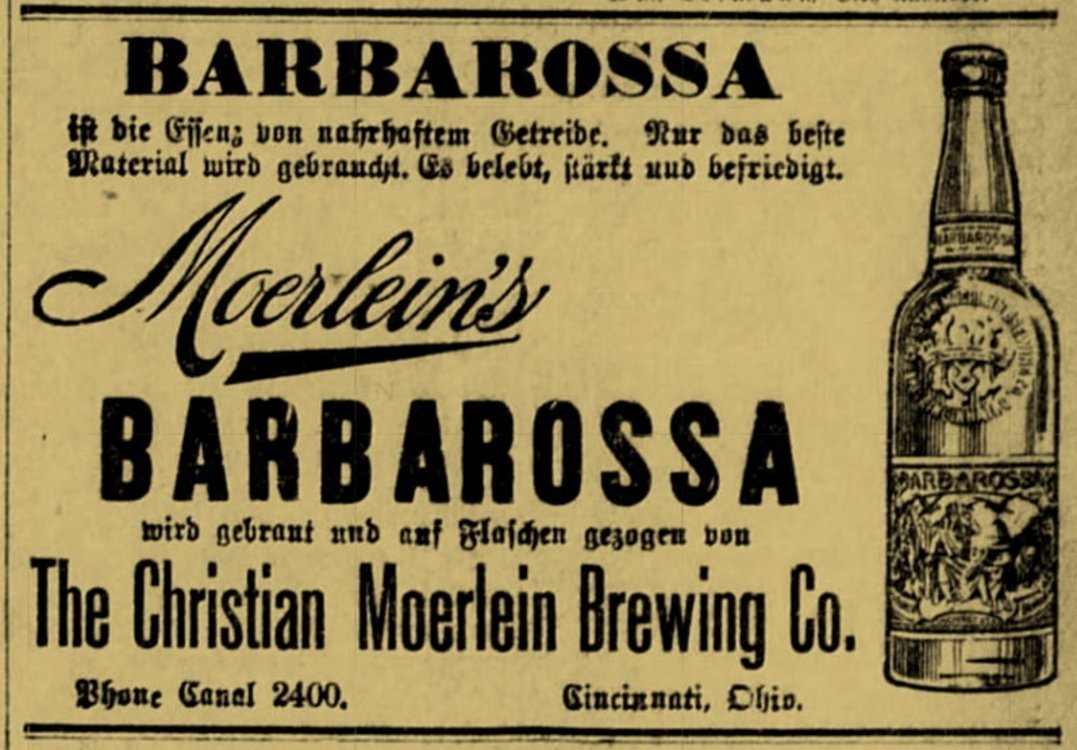 BARBAROSSA
ist die Essenz von nahrhaftem Getreide. Nur das beste
Material wird gebraucht. Es belebt, stärkt und befriedigt.
Moerlein's
BARBAROSSA
wird gebraut und auf Flaschen gezogen von
The Christian Moerlein Brewing Co.
Phone Canal 2400. Cincinnati, Ohio.
BARBAROSSA
BARBAROSSA